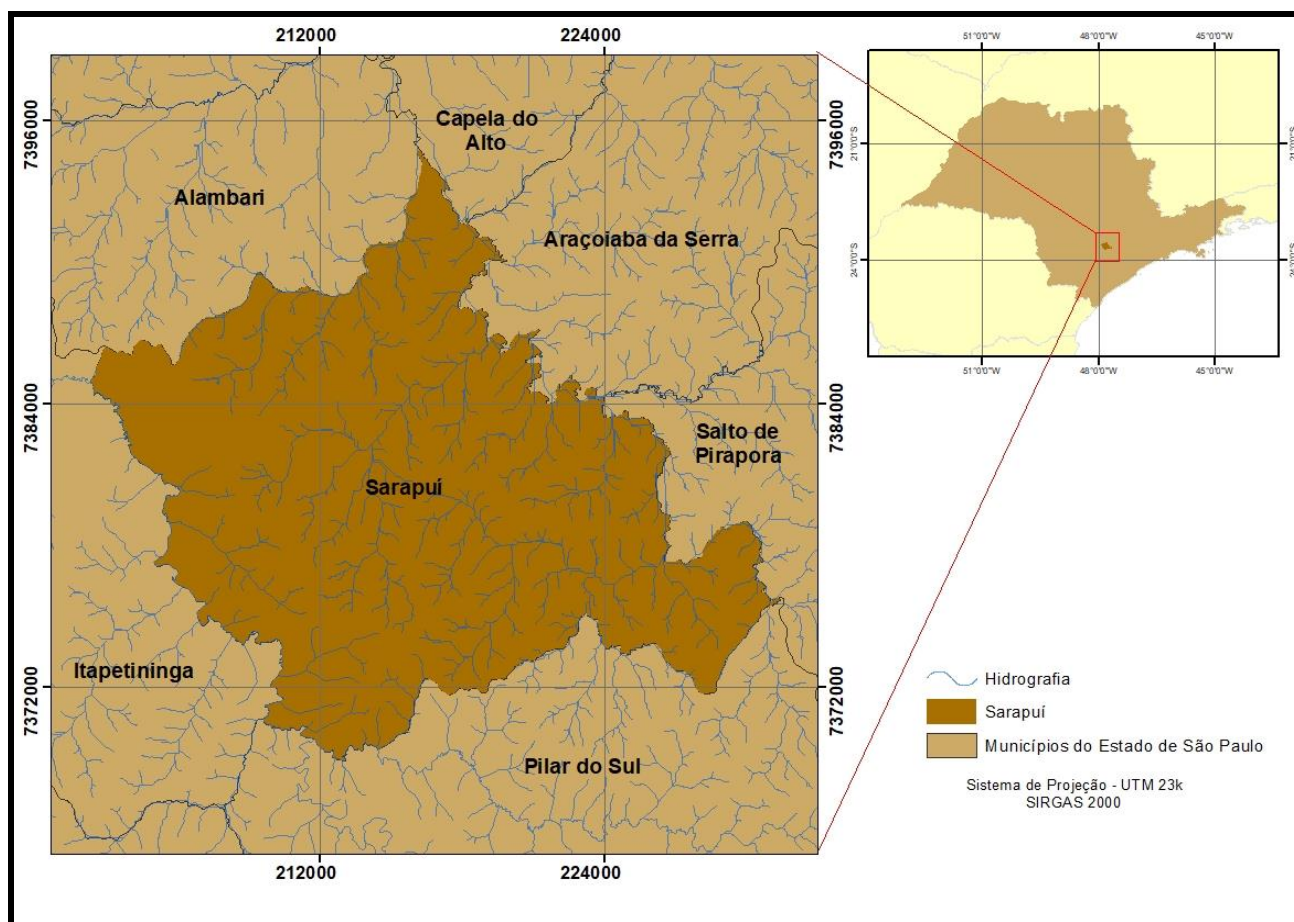 212000
224000
7396000
7396000
7384000
7384000
7372000
7372000
212000
224000
Capela do
Alto
Alambari
Araçoiaba da Serra
Salto de
Pirapora
Sarapuí
Itapetininga
Pilar do Sul
51°0'0"W
48°0'0"W
45°0'0"W
21°0'0"S
24°0'0"S
51°0'0"W
48°0'0"W
45°0'0"W
Hidrografia
Sarapuí
Municípios do Estado de São Paulo
Sistema de Projeção - UTM 23k
SIRGAS 2000